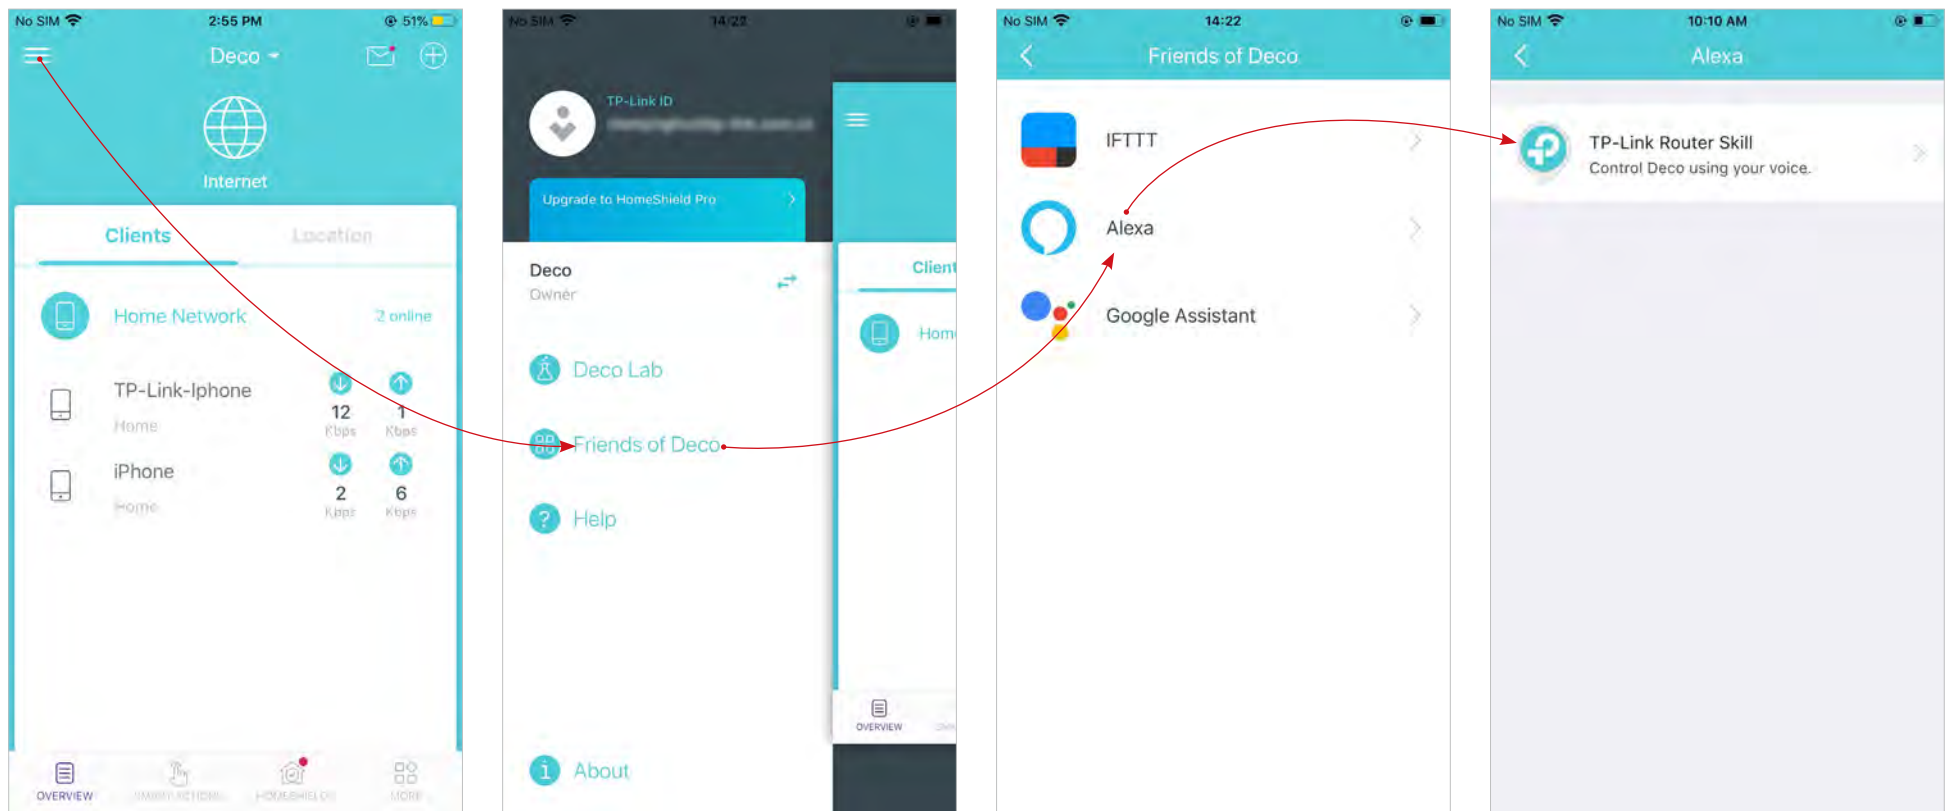 No SIM 2:55 PM 51%
Deco
Internet
Clients Location
Home Network 2 online
TP-Link-Iphone
Home
12 1
Kbps Kbps
iPhone
Home
2 6
Kbps Kbps
OVERVIEW HOMESHIELD MORE
No SIM 14:22
TP-Link ID
Upgrade to HomeShield Pro
Deco
Owner
Client
Hom
Deco Lab
Friends of Deco
Help
OVERVIEW
About
No SIM 14:22
Friends of Deco
IFTTT
Alexa
Google Assistant
No SIM 10:10 AM
Alexa
TP-Link Router Skill
Control Deco using your voice.